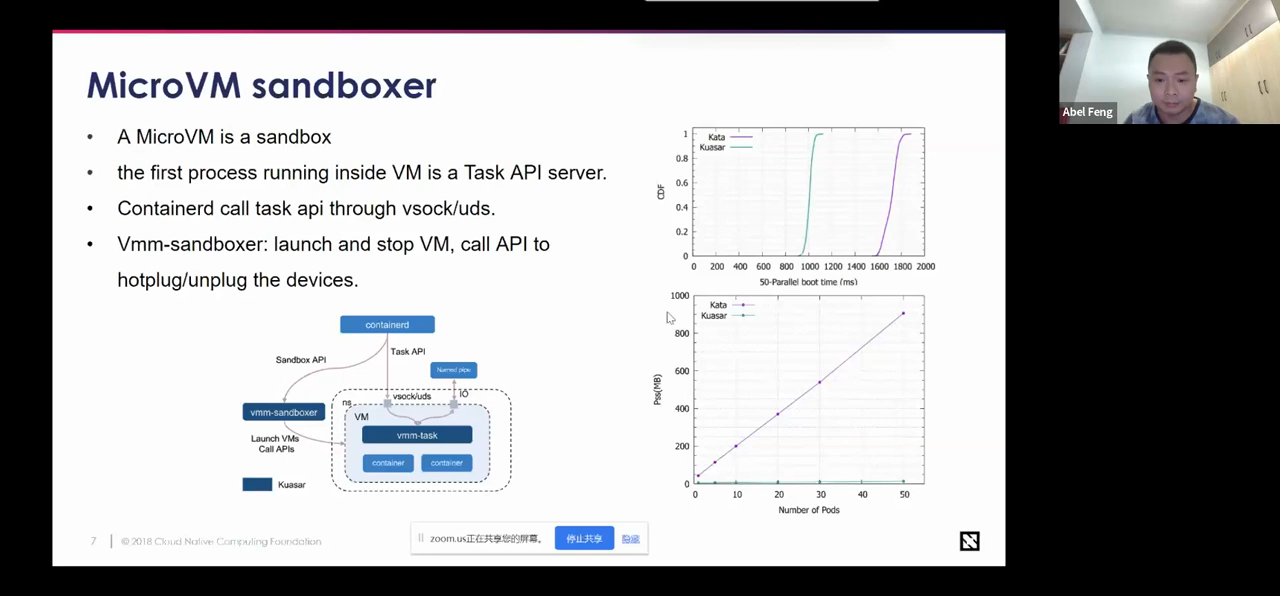 MicroVM sandboxer
• A MicroVM is a sandbox
• the first process running inside VM is a Task API server.
• Containerd call task api through vsock/uds.
• Vmm-sandboxer: launch and stop VM, call API to
hotplug/unplug the devices.
containerd
Sandbox API
Task API
Named pipe
ns
vsock/uds
IO
vmm-sandboxer
VM
vmm-task
Launch VMs
Call APIs
container
container
Kuasar
Kata
Kuasar
CDF
1
0.8
0.6
0.4
0.2
0
0 200 400 600 800 1000 1200 1400 1600 1800 2000
50-Parallel boot time (ms)
Kata
Kuasar
Pss(MB)
1000
800
600
400
200
0
0 10 20 30 40 50
Number of Pods
7 | © 2018 Cloud Native Computing Foundation
zoom.us正在共享您的屏幕。 停止共享 隐藏
Abel Feng